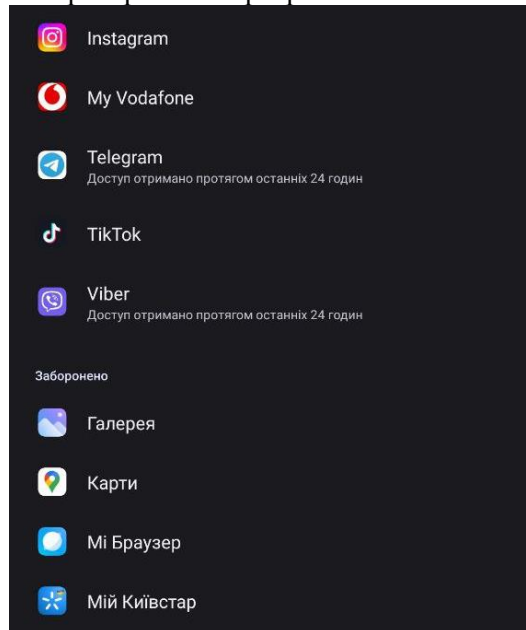 Instagram
My Vodafone
Telegram
Доступ отримано протягом останніх 24 годин
TikTok
Viber
Доступ отримано протягом останніх 24 годин
Заборонено
Галерея
Карти
Mi Браузер
Мій Київстар